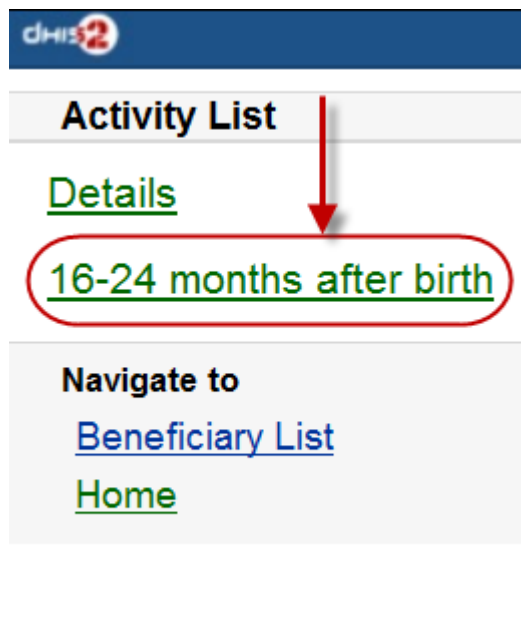 dHIS2
Activity List
Details
16-24 months after birth
Navigate to
Beneficiary List
Home